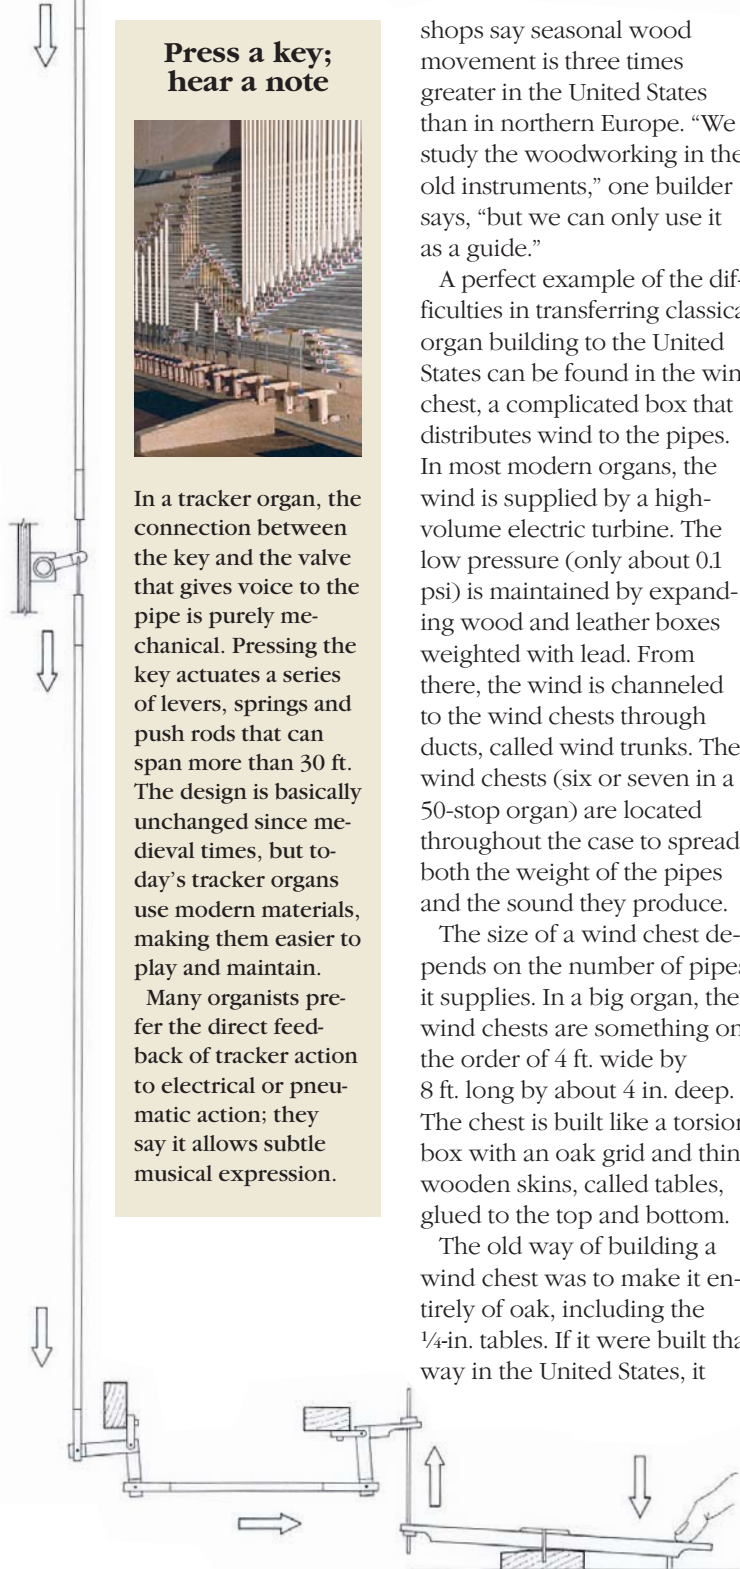 Press a key;
hear a note
In a tracker organ, the
connection between
the key and the valve
that gives voice to the
pipe is purely me-
chanical. Pressing the
key actuates a series
of levers, springs and
push rods that can
span more than 30 ft.
The design is basically
unchanged since me-
dieval times, but to-
day’s tracker organs
use modern materials,
making them easier to
play and maintain.
Many organists pre-
fer the direct feed-
back of tracker action
to electrical or pneu-
matic action; they
say it allows subtle
musical expression.
shops say seasonal wood
movement is three times
greater in the United States
than in northern Europe. “We
study the woodworking in the
old instruments,” one builder
says, “but we can only use it
as a guide.”
A perfect example of the dif-
ficulties in transferring classica
organ building to the United
States can be found in the win
chest, a complicated box that
distributes wind to the pipes.
In most modern organs, the
wind is supplied by a high-
volume electric turbine. The
low pressure (only about 0.1
psi) is maintained by expand-
ing wood and leather boxes
weighted with lead. From
there, the wind is channeled
to the wind chests through
ducts, called wind trunks. The
wind chests (six or seven in a
50-stop organ) are located
throughout the case to spread
both the weight of the pipes
and the sound they produce.
The size of a wind chest de-
pends on the number of pipes
it supplies. In a big organ, the
wind chests are something on
the order of 4 ft. wide by
8 ft. long by about 4 in. deep.
The chest is built like a torsion
box with an oak grid and thin
wooden skins, called tables,
glued to the top and bottom.
The old way of building a
wind chest was to make it en-
tirely of oak, including the
¼-in. tables. If it were built tha
way in the United States, it